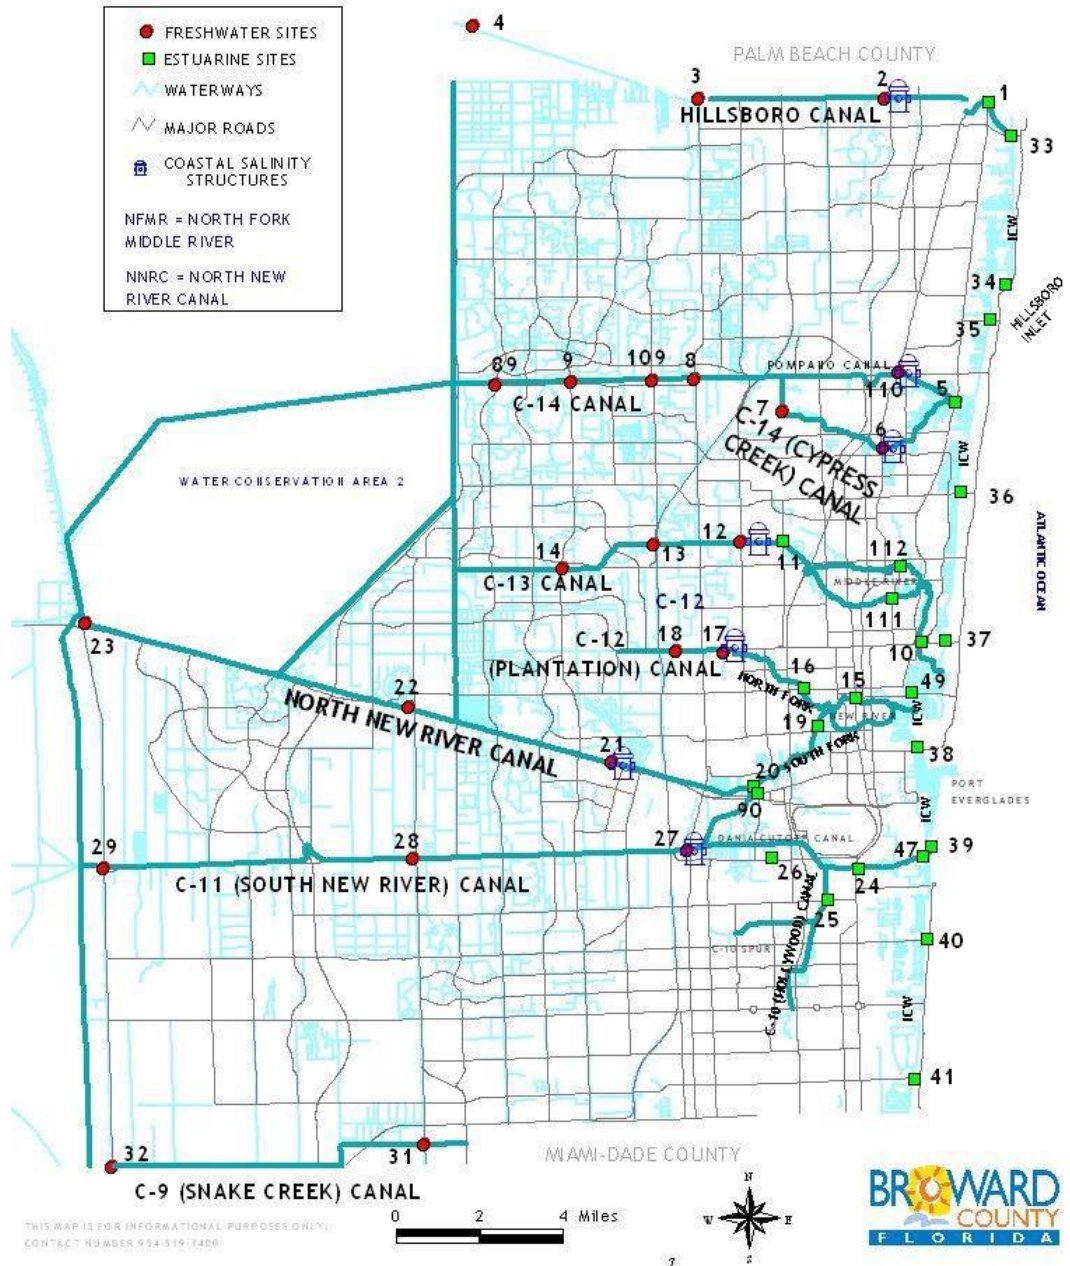 FRESHWATER SITES
ESTUARINE SITES
WATERWAYS
MAJOR ROADS
COASTAL SALINITY
STRUCTURES
NFMR = NORTH FORK
MIDDLE RIVER
NNRC = NORTH NEW
RIVER CANAL
4
PALM BEACH COUNTY
3
2
1
HILLSBORO CANAL
33
ICW
34
HILLSBORO
INLET
35
89
9
109
8
POMPANO CANAL
110
5
C-14 CANAL
7
6
C-14 (CYPRESS
CREEK) CANAL
ICW
WATER CONSERVATION AREA 2
36
ATLANTIC OCEAN
14
13
12
11
112
C-13 CANAL
MIDDLE RIVER
C-12
111
23
C-12
18
17
10
37
(PLANTATION) CANAL
16
15
49
22
NORTH FORK
NEW RIVER
ICW
NORTH NEW RIVER CANAL
19
21
SOUTH FORK
38
20
PORT
EVERGLADES
90
ICW
27
DANIA CUTOFF CANAL
29
28
26
24
47
39
C-11 (SOUTH NEW RIVER) CANAL
25
C-10 SPUR
40
C-10 (HOLLYWOOD) CANAL
ICW
41
32
31
MIAMI-DADE COUNTY
C-9 (SNAKE CREEK) CANAL
N
W
E
S
0 2 4 Miles
BROWARD
COUNTY
FLORIDA
THIS MAP IS FOR INFORMATIONAL PURPOSES ONLY:
CONTACT NUMBER 954-519-1400
7